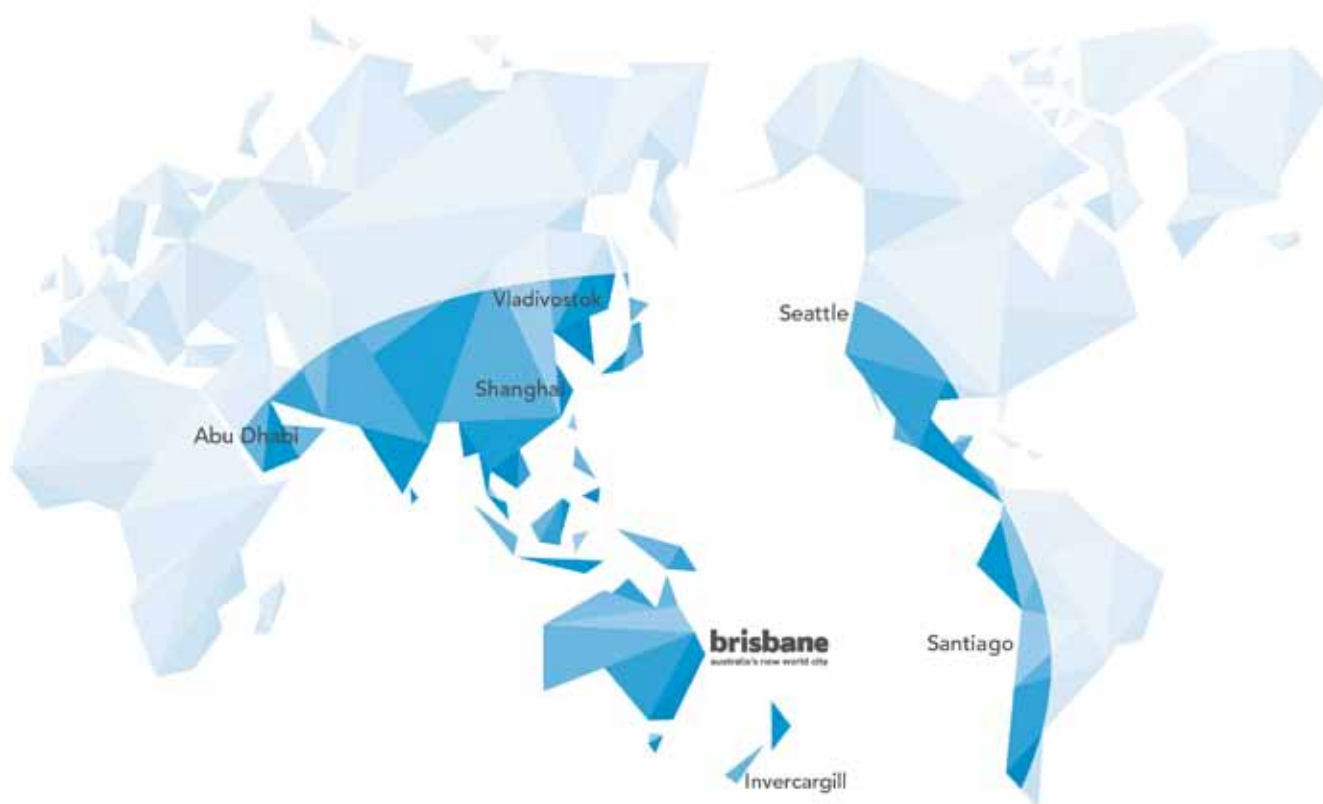 Vladivostok
Seattle
Shanghai
Abu Dhabi
brisbane
australia's new world city
Santiago
Invercargill